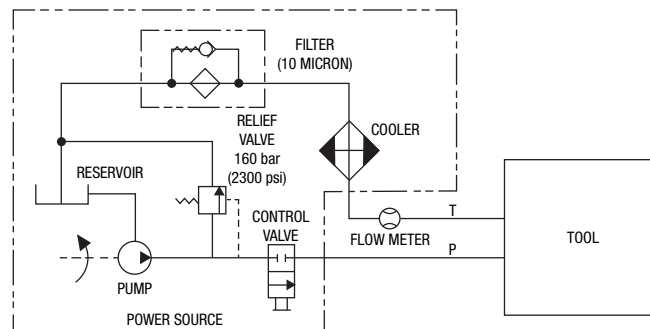 FILTER
(10 MICRON)
RELIEF
VALVE
160 bar
(2300 psi)
COOLER
RESERVOIR
CONTROL
VALVE
FLOW METER
T
P
TOOL
PUMP
POWER SOURCE